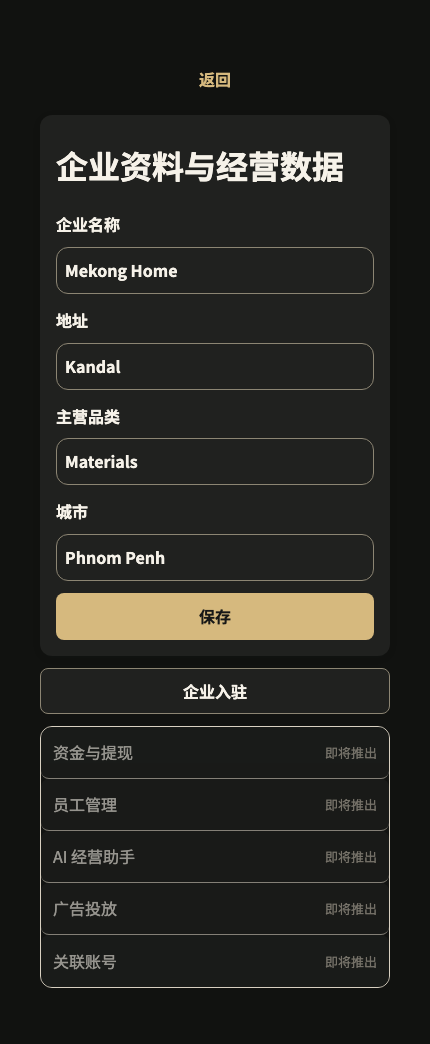 返回
企业资料与经营数据
企业名称
Mekong Home
地址
Kandal
主营品类
Materials
城市
Phnom Penh
保存
企业入驻
资金与提现 即将推出
员工管理 即将推出
AI 经营助手 即将推出
广告投放 即将推出
关联账号 即将推出